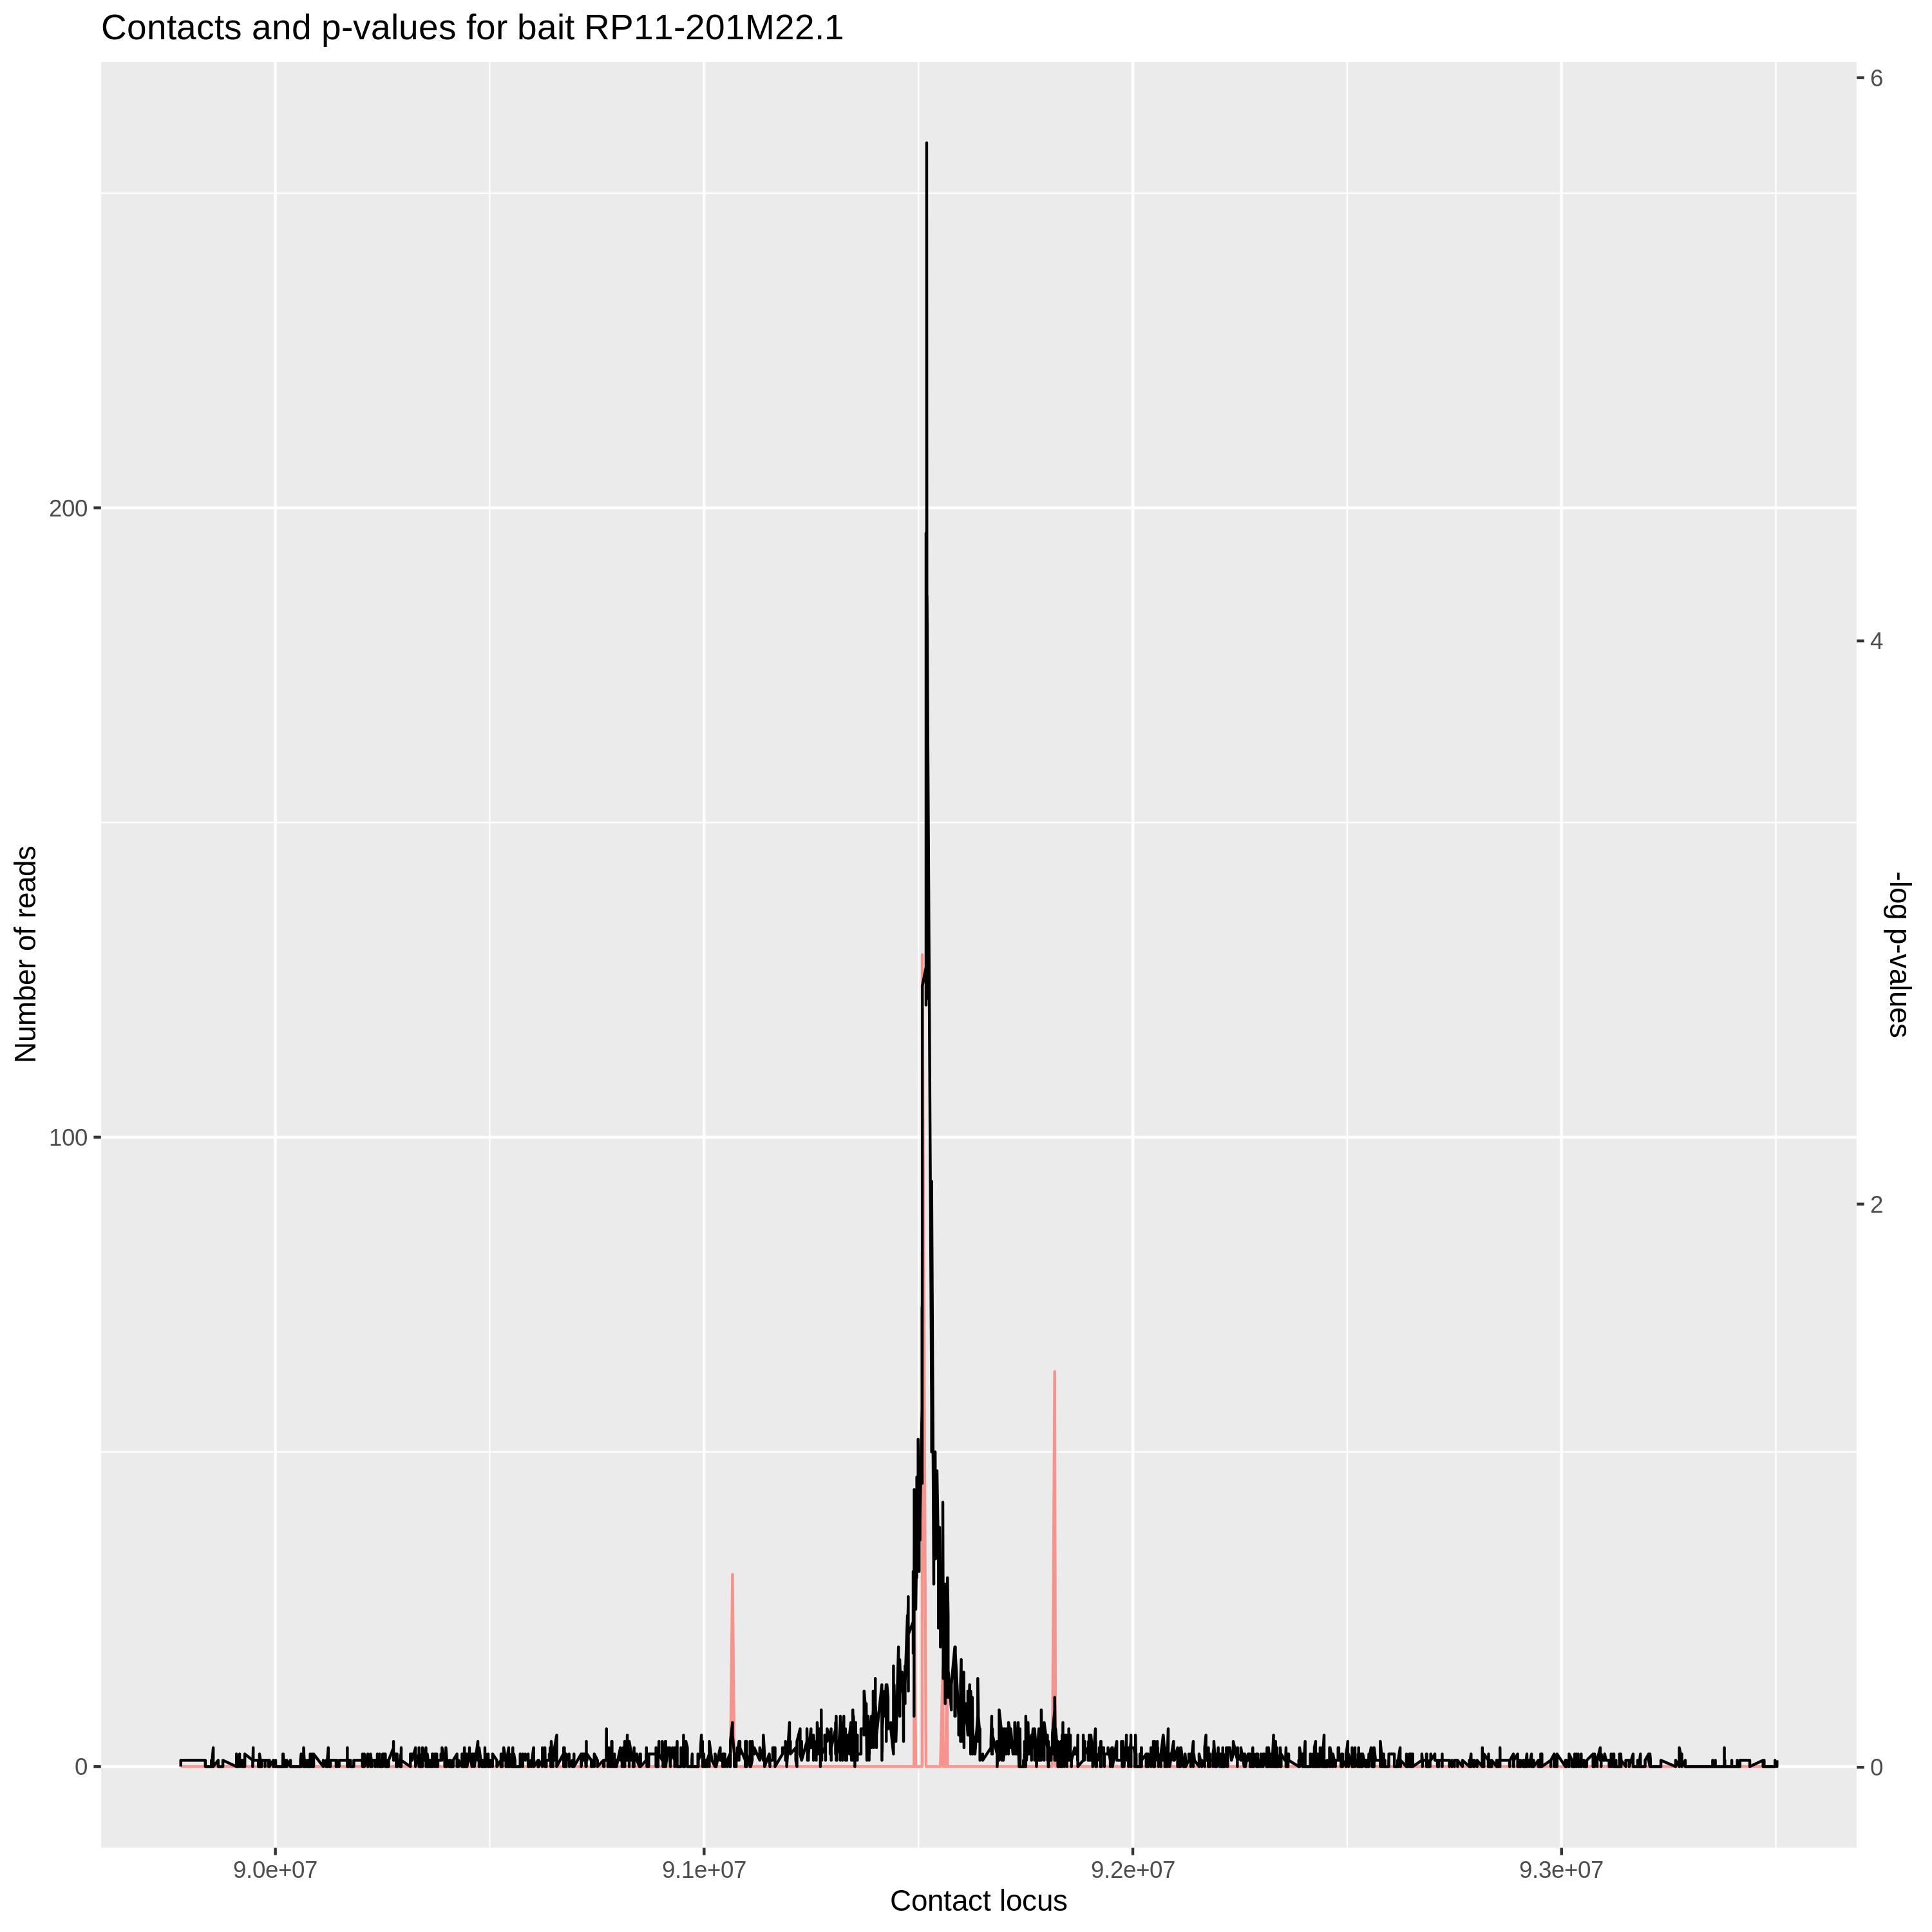 Contacts and p-values for bait RP11-201M22.1
Number of reads
200
100
0
6
4
2
0
-log p-values
9.0e+07
9.1e+07
9.2e+07
9.3e+07
Contact locus